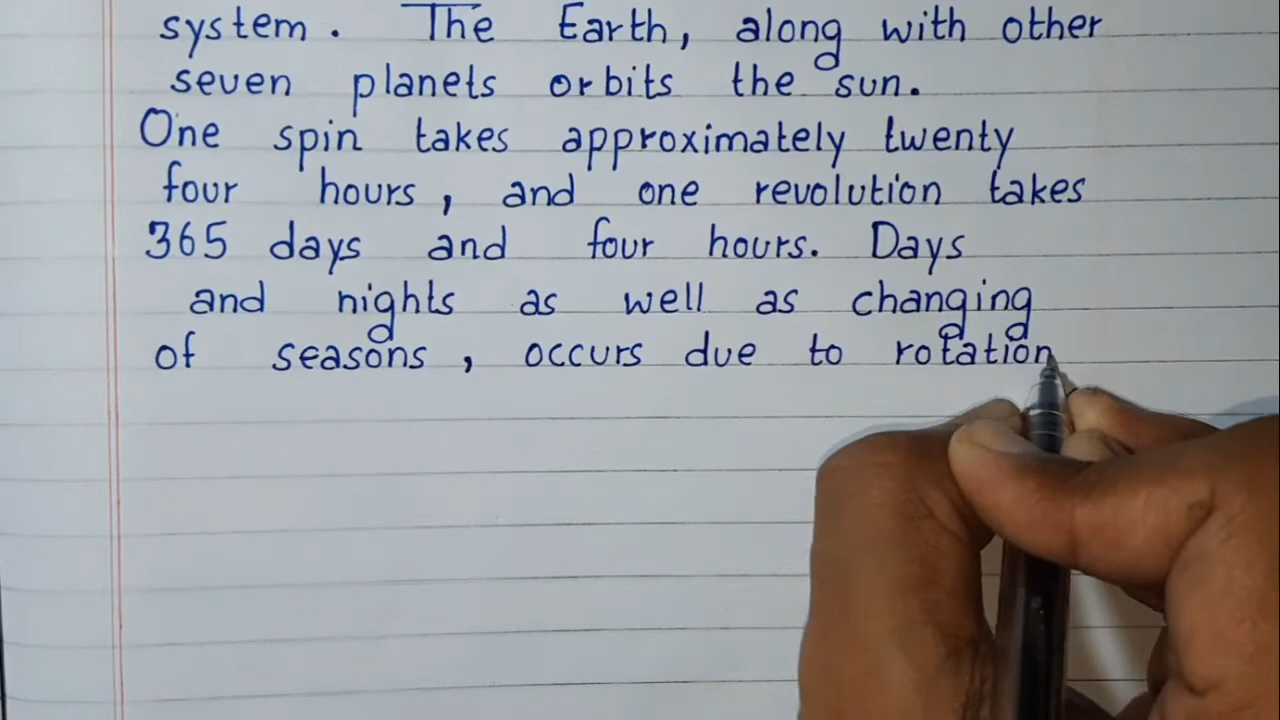 system. The Earth, along with other
seven planets orbits the sun.
One spin takes approximately twenty
four hours, and one revolution takes
365 days and four hours. Days
and nights as well as changing
of seasons, occurs due to rotation